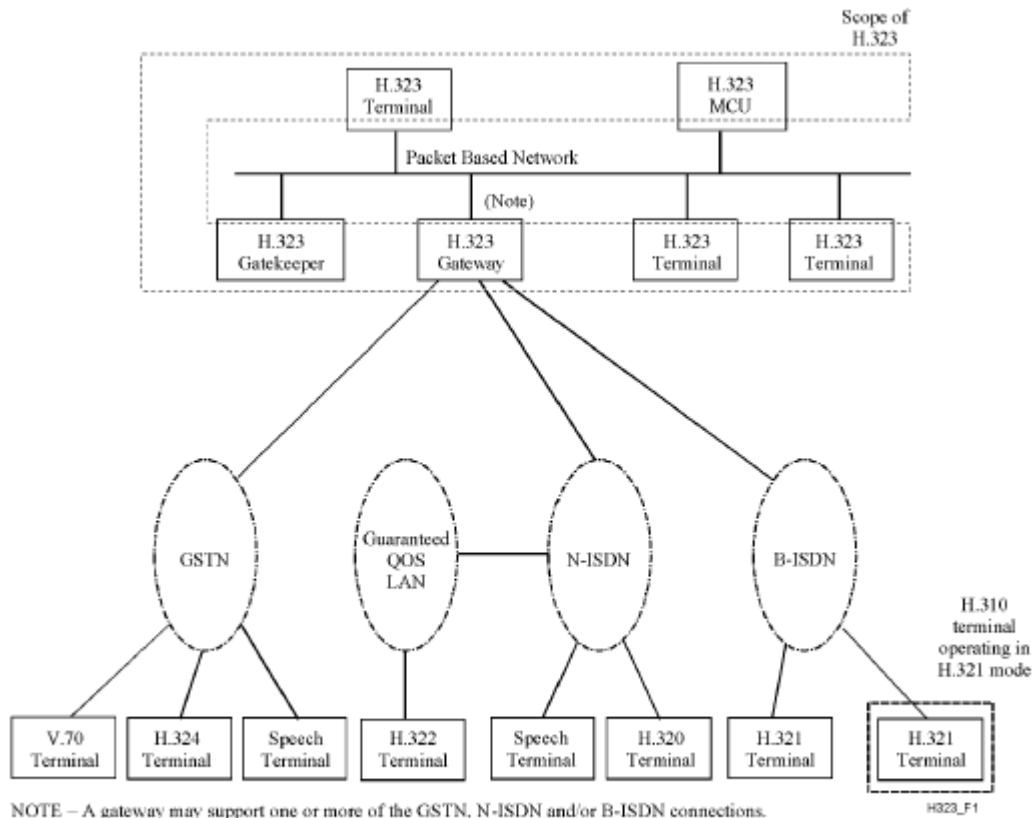 Scope of
H.323
H.323
Terminal
H.323
MCU
Packet Based Network
(Note)
H.323
Gatekeeper
H.323
Gateway
H.323
Terminal
H.323
Terminal
GSTN
Guaranteed
QOS
LAN
N-ISDN
B-ISDN
H.310
terminal
operating in
H.321 mode
V.70
Terminal
H.324
Terminal
Speech
Terminal
H.322
Terminal
Speech
Terminal
H.320
Terminal
H.321
Terminal
H.321
Terminal
NOTE – A gateway may support one or more of the GSTN, N-ISDN and/or B-ISDN connections.
H323_F1